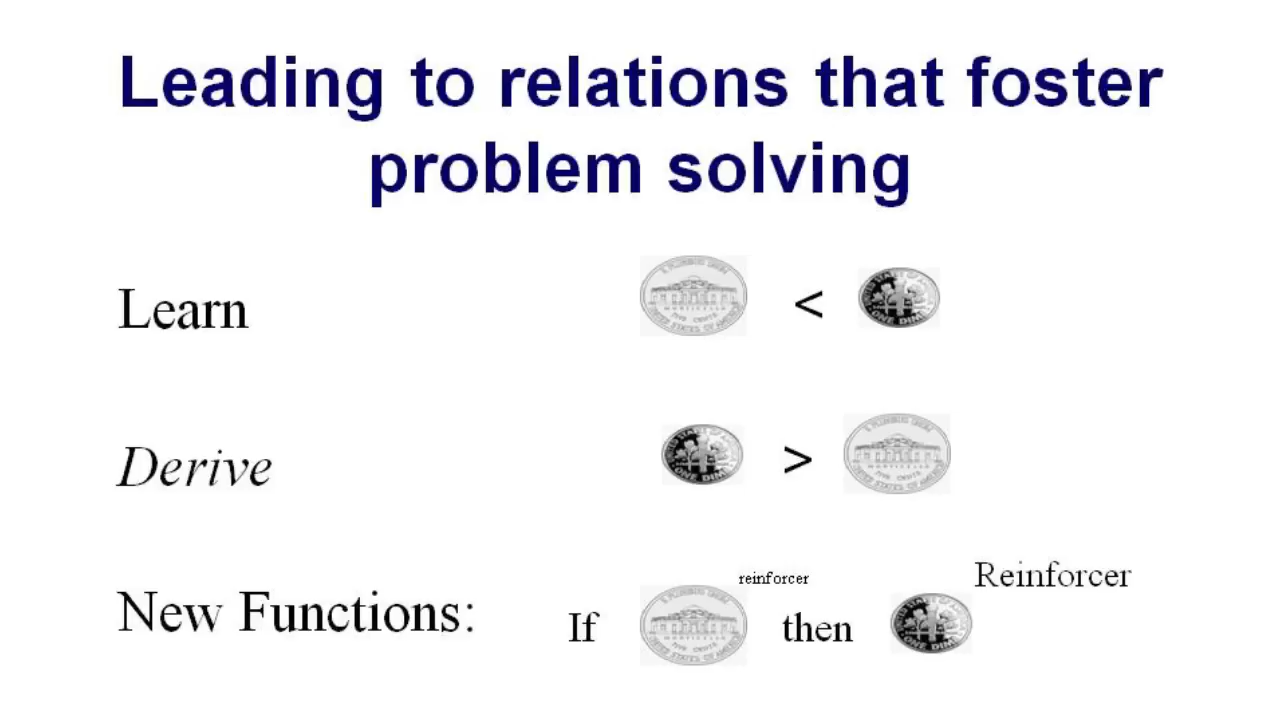 Leading to relations that foster
problem solving
Learn
<
Derive
>
New Functions:
If
reinforcer
then
Reinforcer